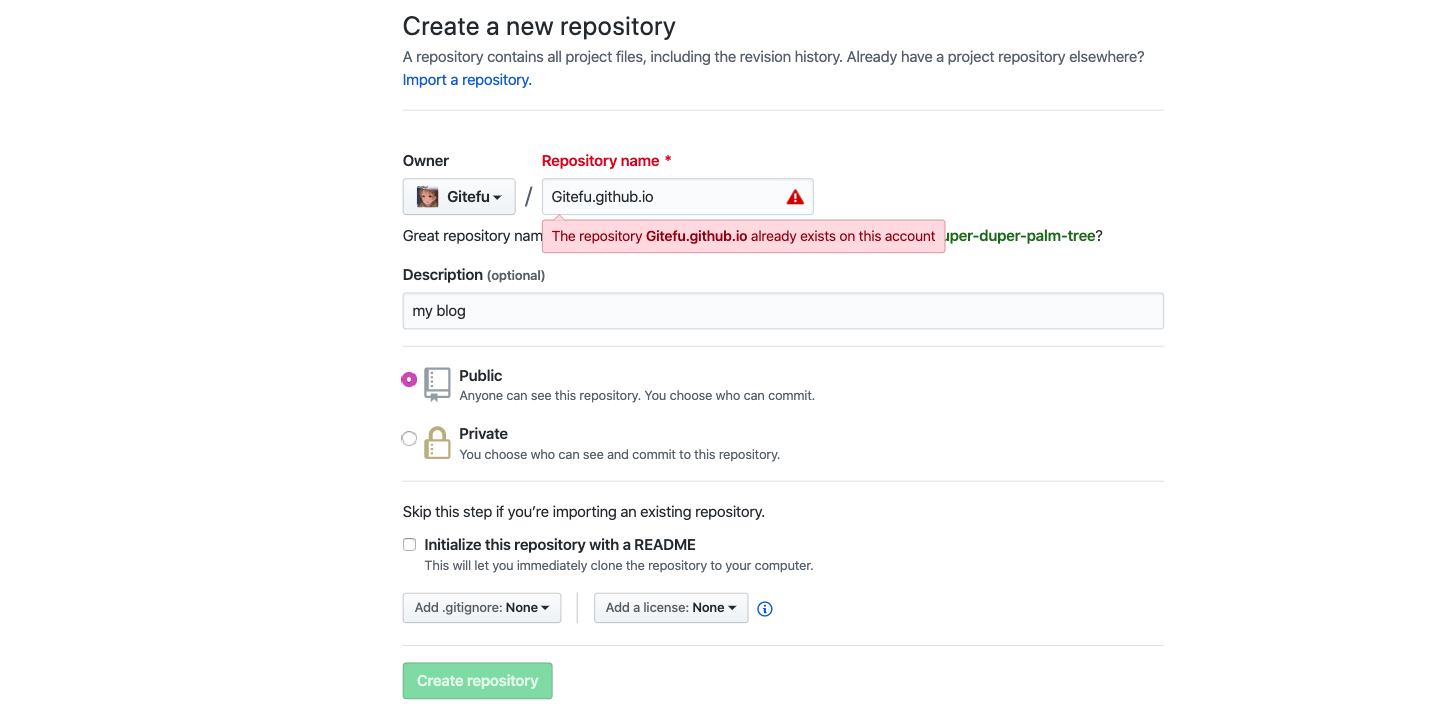 Create a new repository
A repository contains all project files, including the revision history. Already have a project repository elsewhere?
Import a repository.
Owner
Repository name *
Gitefu
/
Gitefu.github.io
Great repository
The repository Gitefu.github.io already exists on this account
-duper-palm-tree?
Description (optional)
my blog
Public
Anyone can see this repository. You choose who can commit.
Private
You choose who can see and commit to this repository.
Skip this step if you’re importing an existing repository.
Initialize this repository with a README
This will let you immediately clone the repository to your computer.
Add .gitignore: None
Add a license: None
Create repository